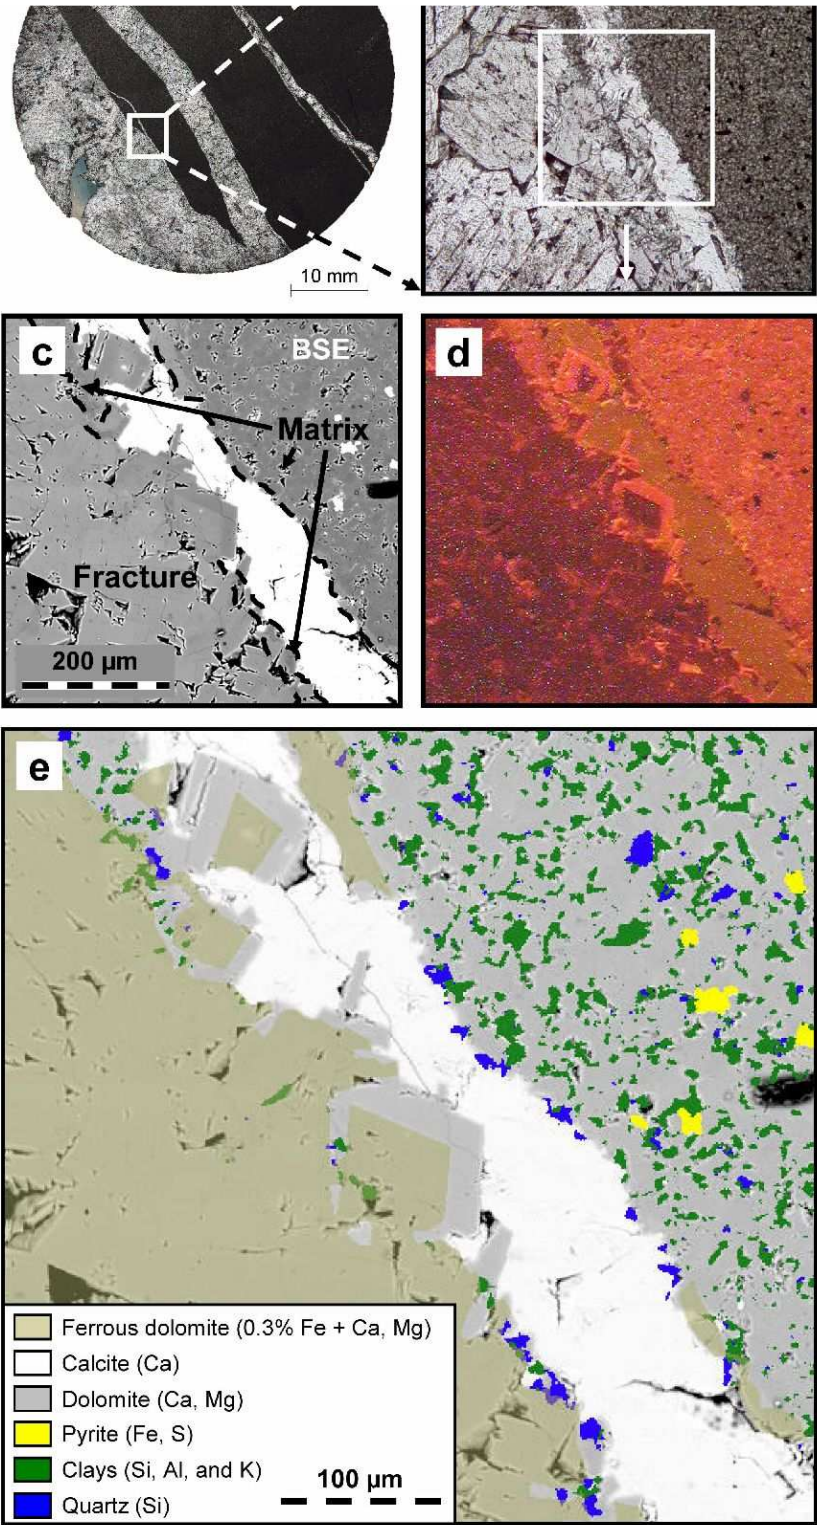 10 mm
c
BSE
Matrix
Fracture
200 µm
d
e
Ferrous dolomite (0.3% Fe + Ca, Mg)
Calcite (Ca)
Dolomite (Ca, Mg)
Pyrite (Fe, S)
Clays (Si, Al, and K)
Quartz (Si)
100 µm